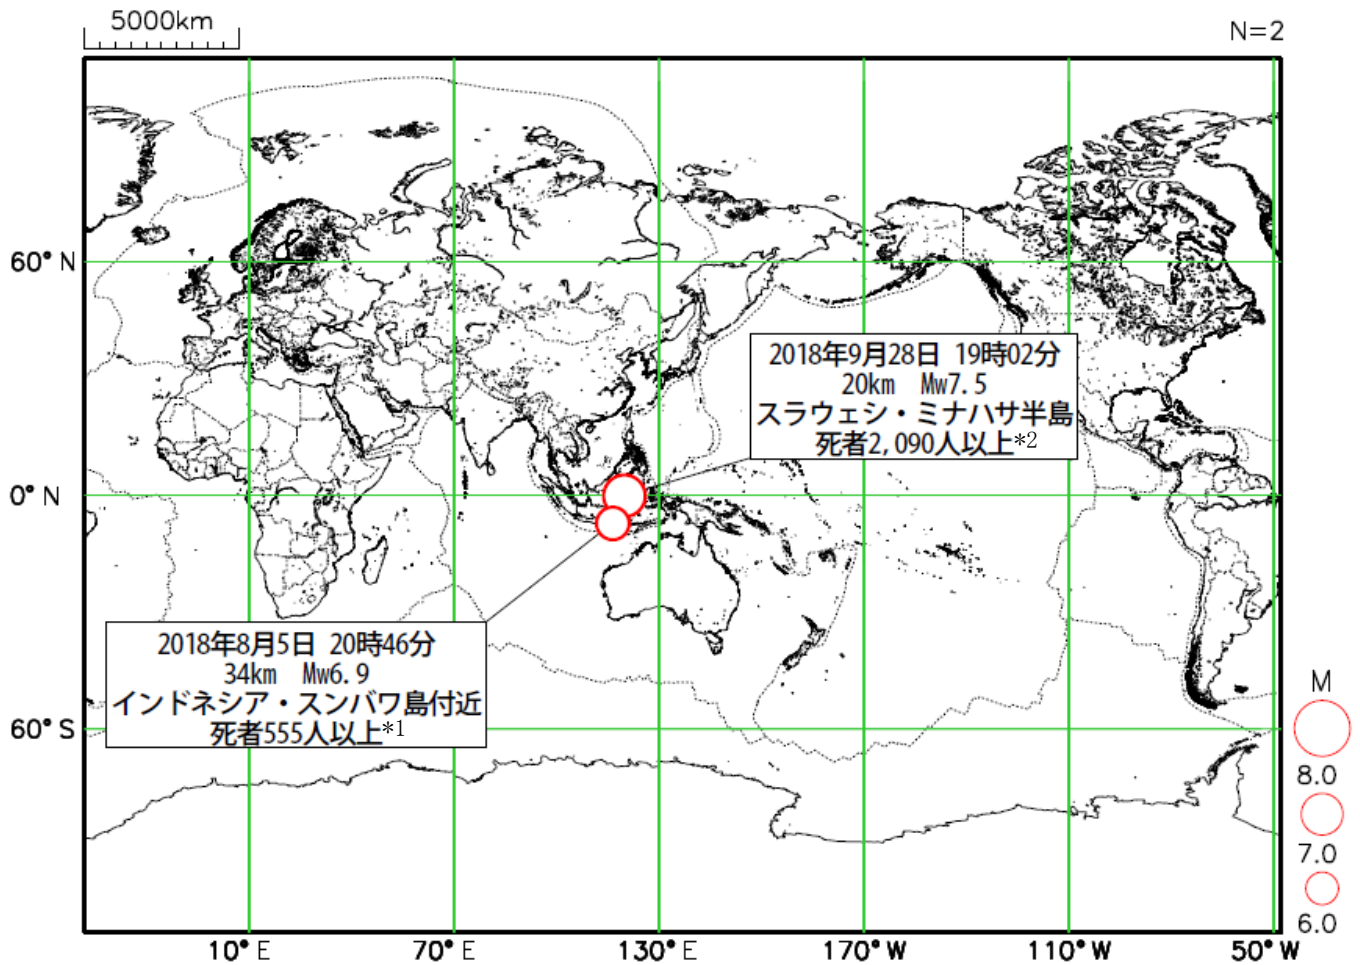 5000km
N=2
60° N
2018年9月28日 19時02分
20km Mw7.5
スラウェシ・ミナハサ半島
死者2,090人以上*2
0° N
2018年8月5日 20時46分
34km Mw6.9
インドネシア・スンバワ島付近
死者555人以上*1
60° S
M
8.0
7.0
6.0
10° E
70° E
130° E
170° W
110° W
50° W